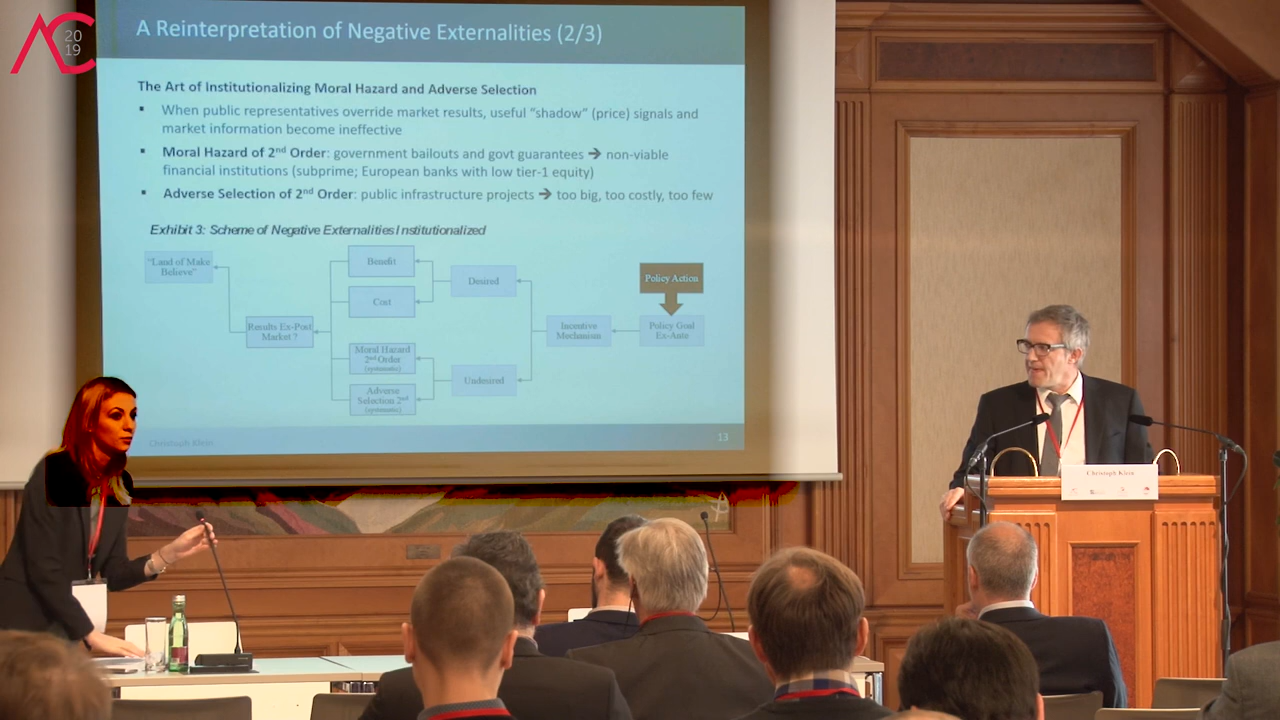 2019
A Reinterpretation of Negative Externalities (2/3)
The Art of Institutionalizing Moral Hazard and Adverse Selection
When public representatives override market results, useful “shadow” (price) signals and
market information become ineffective
Moral Hazard of 2nd Order: government bailouts and govt guarantees → non-viable
financial institutions (subprime; European banks with low tier-1 equity)
Adverse Selection of 2nd Order: public infrastructure projects → too big, too costly, too few
Exhibit 3: Scheme of Negative Externalities Institutionalized
“Land of Make
Believe”
Benefit
Cost
Desired
Policy Action
Results Ex-Post
Market ?
Incentive
Mechanism
Policy Goal
Ex-Ante
Moral Hazard
2nd Order
(systematic)
Undesired
Adverse
Selection 2nd
(systematic)
Christoph Klein
13
Christoph Klein